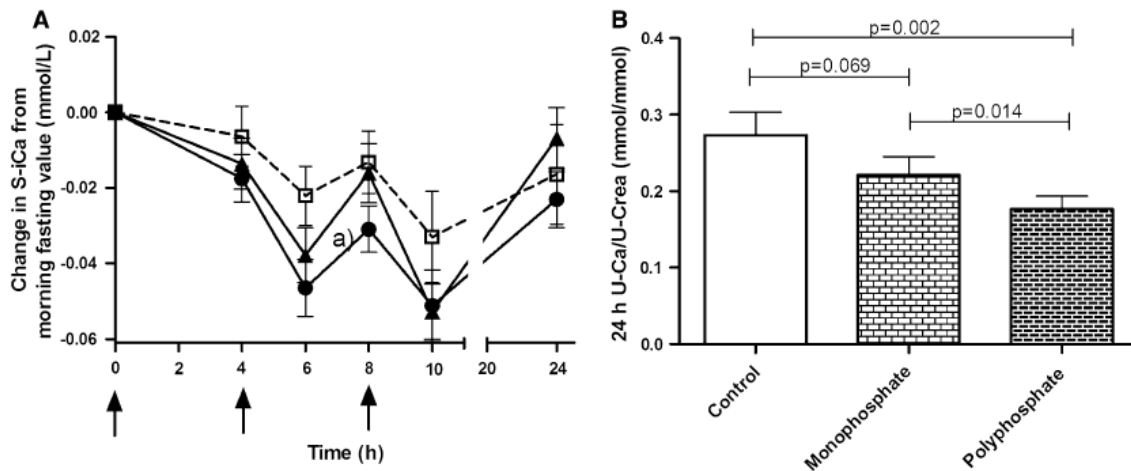 A
Change in S-iCa from
morning fasting value (mmol/L)
0.02
0.00
-0.02
-0.04
-0.06
a)
0 2 4 6 8 10 20 24
Time (h)
B
24 h U-Ca/U-Crea (mmol/mmol)
0.4
0.3
0.2
0.1
0.0
p=0.002
p=0.069
p=0.014
Control
Monophosphate
Polyphosphate